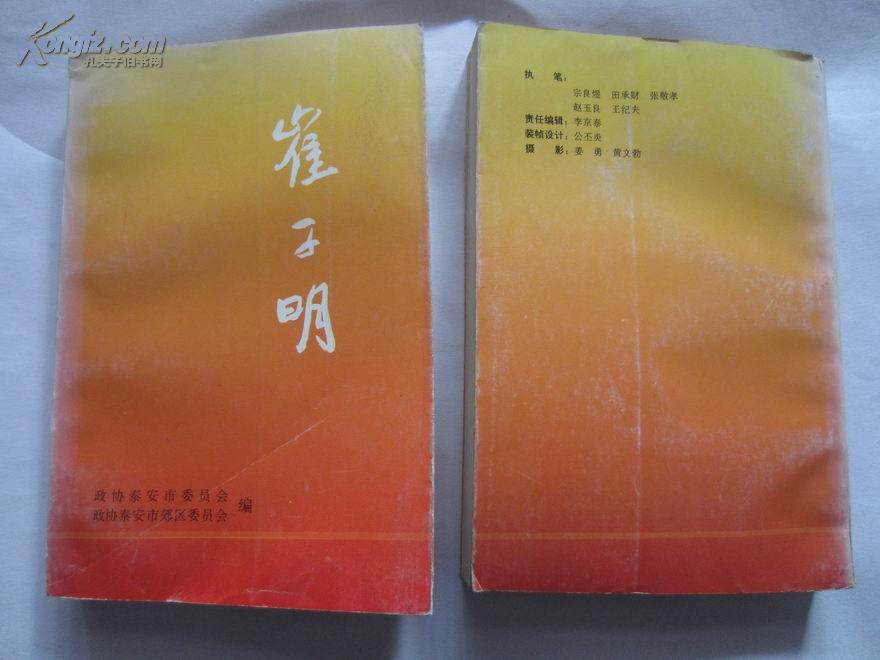 Kongfz.com
孔夫子旧书网
崔子明
政协泰安市委员会
政协泰安市郊区委员会
编
执 笔：
宗良煜 田承财 张敬孝
赵玉良 王纪夫
责任编辑：李京泰
装帧设计：公丕炎
摄 影：姜 勇 黄文勃